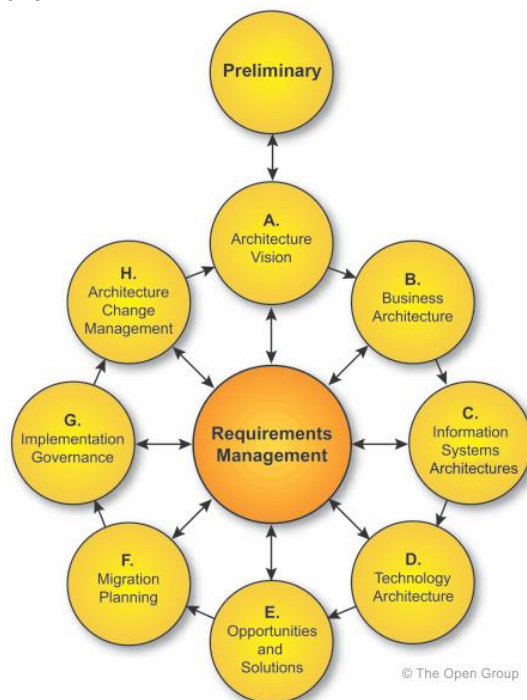 Preliminary
A.
Architecture
Vision
H.
Architecture
Change
Management
B.
Business
Architecture
G.
Implementation
Governance
Requirements
Management
C.
Information
Systems
Architectures
F.
Migration
Planning
D.
Technology
Architecture
E.
Opportunities
and
Solutions
© The Open Group